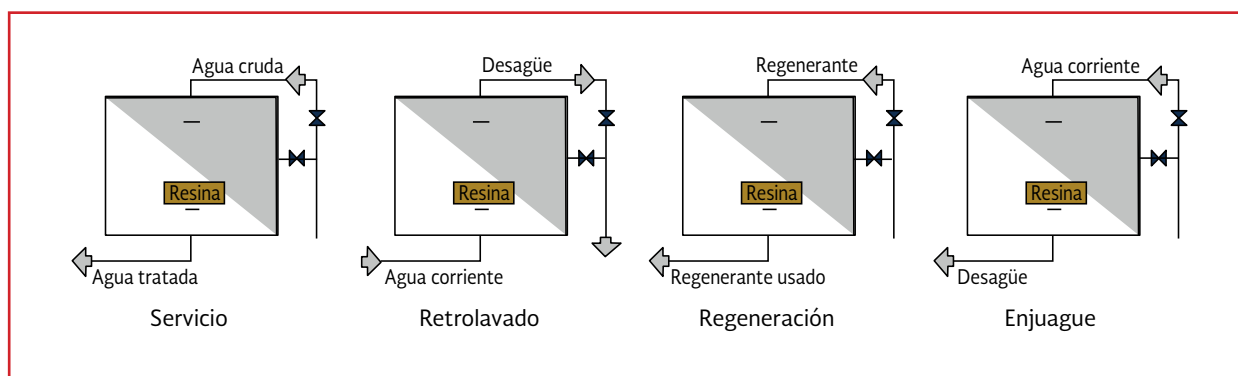 Agua cruda
Resina
Agua tratada
Servicio
Desagüe
Resina
Agua corriente
Retrolavado
Regenerante
Resina
Regenerante usado
Regeneración
Agua corriente
Resina
Desagüe
Enjuague